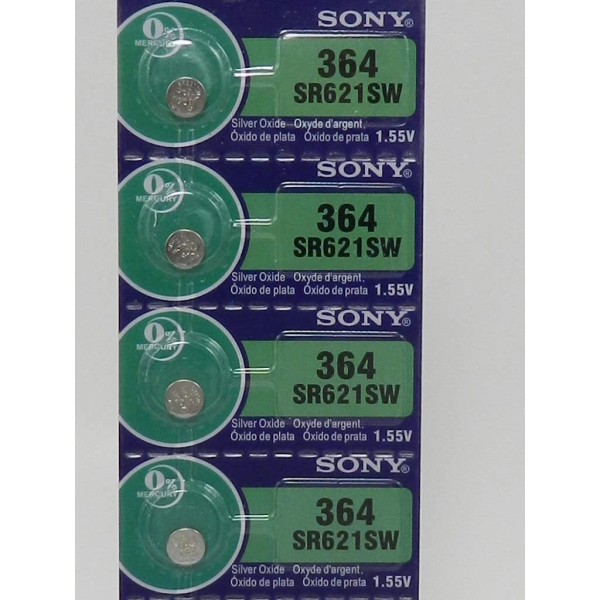 SONY®
0%
MERCURY
364
SR621SW
Silver Oxide Oxyde d'argent,
Óxido de plata Óxido de prata 1.55V
SONY®
0%
MERCURY
364
SR621SW
Silver Oxide Oxyde d'argent,
Óxido de plata Óxido de prata 1.55V
SONY®
0%
MERCURY
364
SR621SW
Silver Oxide Oxyde d'argent,
Óxido de plata Óxido de prata 1.55V
SONY®
0%
MERCURY
364
SR621SW
Silver Oxide Oxyde d'argent,
Óxido de plata Óxido de prata 1.55V